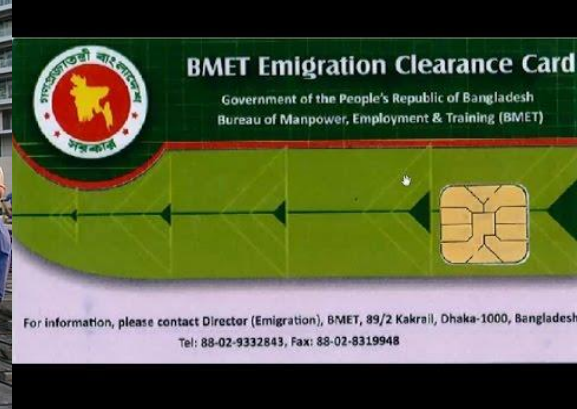 গণপ্রজাতন্ত্রী বাংলাদেশ
সরকার
BMET Emigration Clearance Card
Government of the People's Republic of Bangladesh
Bureau of Manpower, Employment & Training (BMET)
For information, please contact Director (Emigration), BMET, 89/2 Kakrail, Dhaka-1000, Bangladesh
Tel: 88-02-9332843, Fax: 88-02-8319948